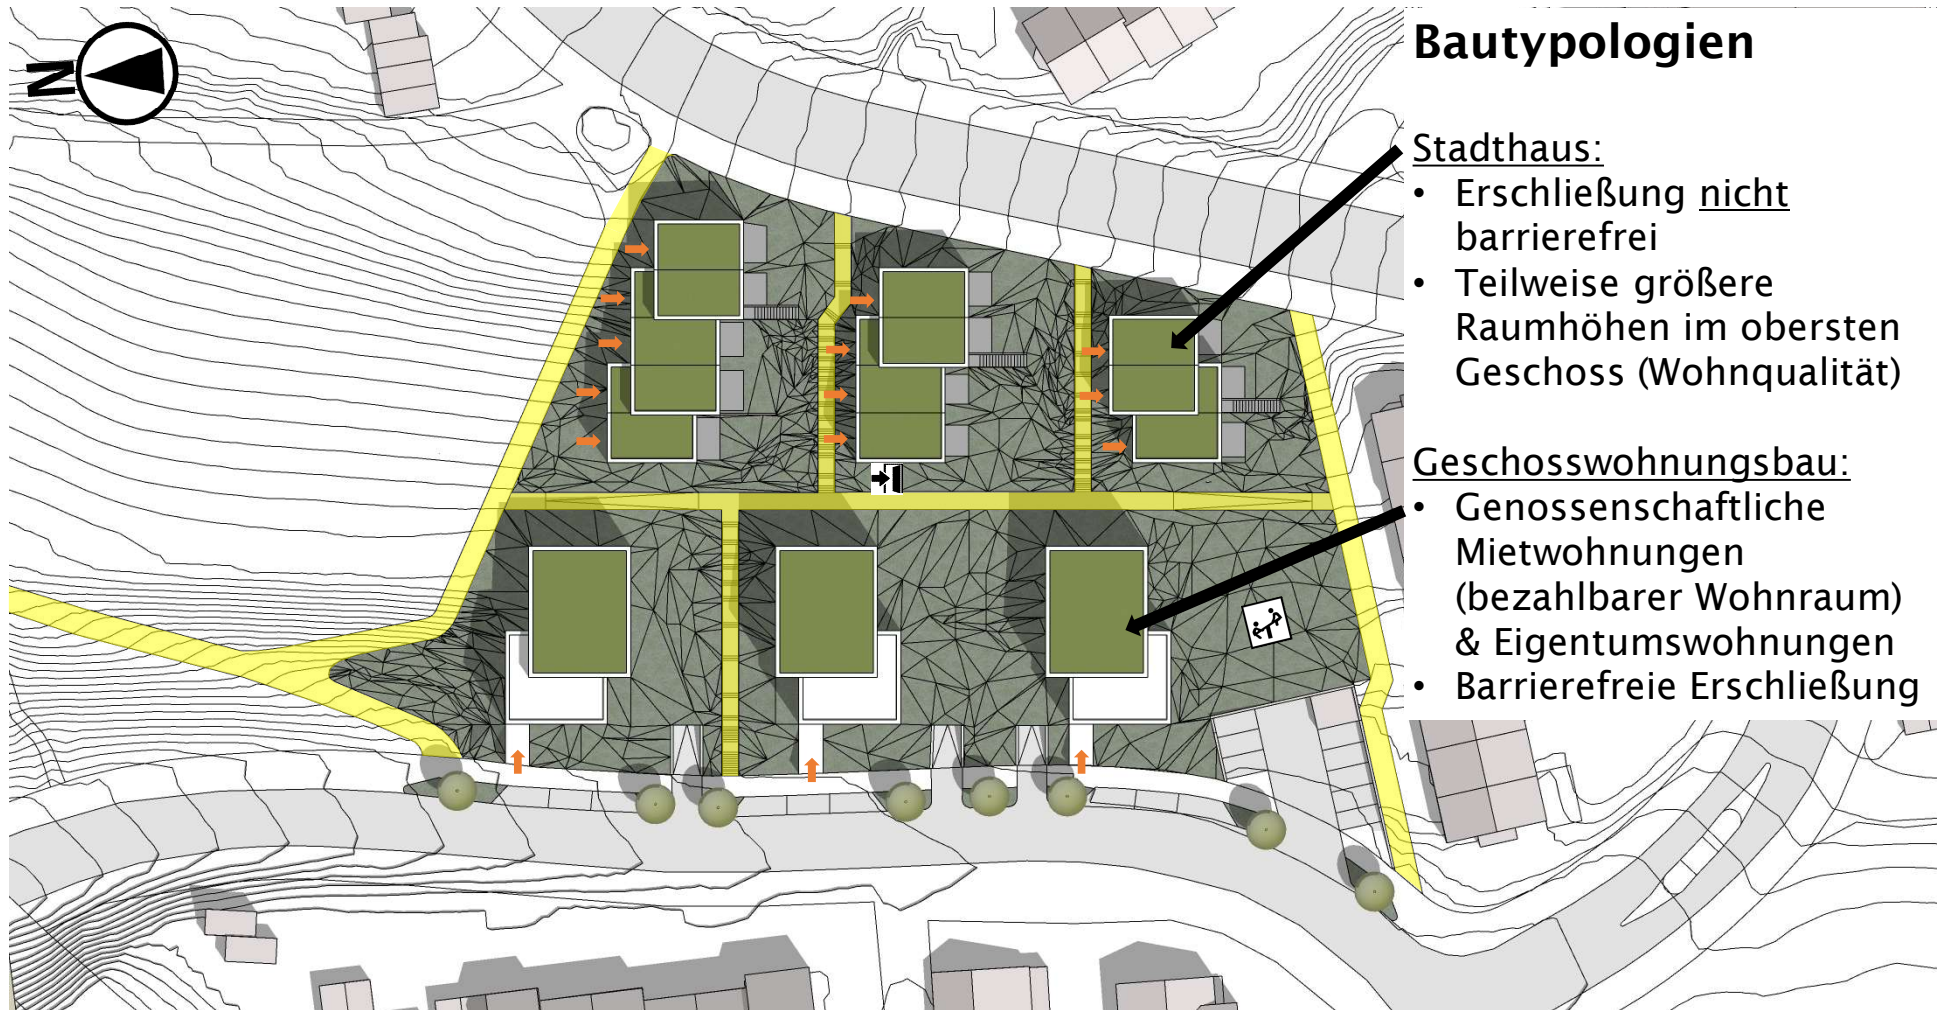 N
Bautypologien
Stadthaus:
• Erschließung nicht
barrierefrei
• Teilweise größere
Raumhöhen im obersten
Geschoss (Wohnqualität)
Geschosswohnungsbau:
• Genossenschaftliche
Mietwohnungen
(bezahlbarer Wohnraum)
& Eigentumswohnungen
• Barrierefreie Erschließung